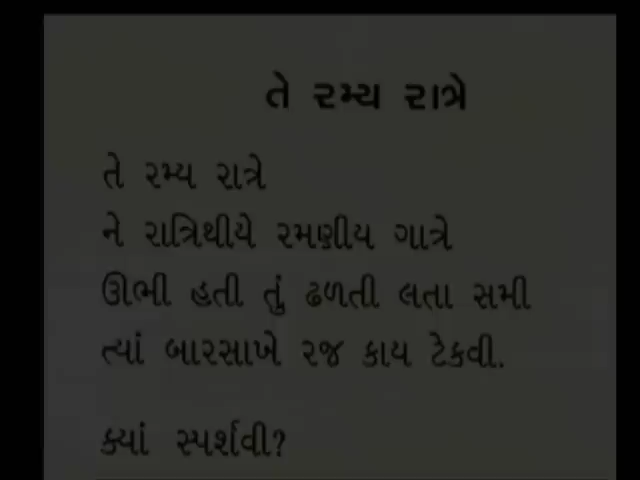 તે રમ્ય રાત્રે
તે રમ્ય રાત્રે
ને રાત્રિથીયે રમણીય ગાત્રે
ઊભી હતી તું ઢળતી લતા સમી
ત્યાં બારસાખે રજ કાય ટેકવી.
ક્યાં સ્પર્શવી?